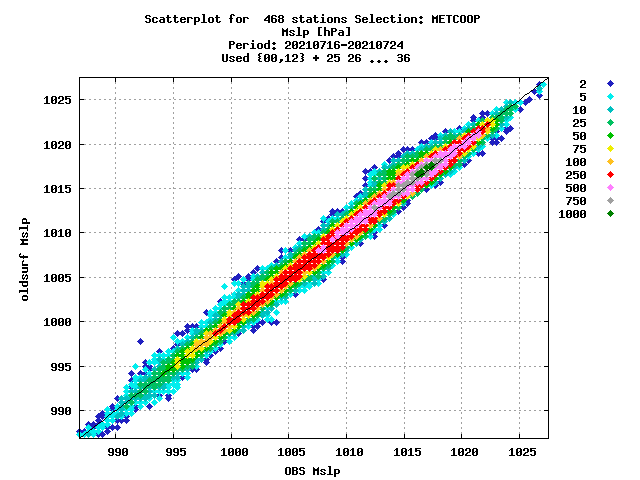 Scatterplot for  468 stations Selection: METCOOP
Mslp [hPa]
Period: 20210716-20210724
Used {00,12} + 25 26 ... 36
oldsurf Mslp
1025
1020
1015
1010
1005
1000
995
990
990 995 1000 1005 1010 1015 1020 1025
OBS Mslp
2
5
10
25
50
75
100
250
500
750
1000